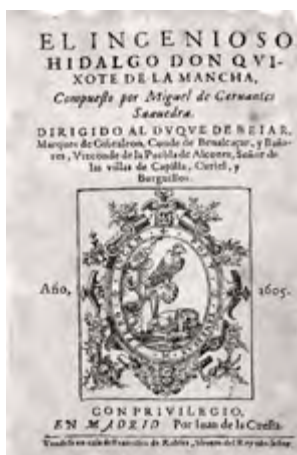 EL INGENIOSO
HIDALGO DON QVI-
XOTE DE LA MANCHA,
Compuesto por Miguel de Ceruantes
Saauedra.
DIRIGIDO AL DVQVE DE BEIAR,
Marques de Gibraleon, Conde de Benalcaçar, y Baña-
res, Vizconde de la Puebla de Alcozer, Señor de
las villas de Capilla, Curiel, y
Burguillos.
Año, 1605.
CON PRIVILEGIO,
EN MADRID Por Iuan de la Cuesta.
Vendese en casa de Francisco de Robles, librero del Rey nro señor.